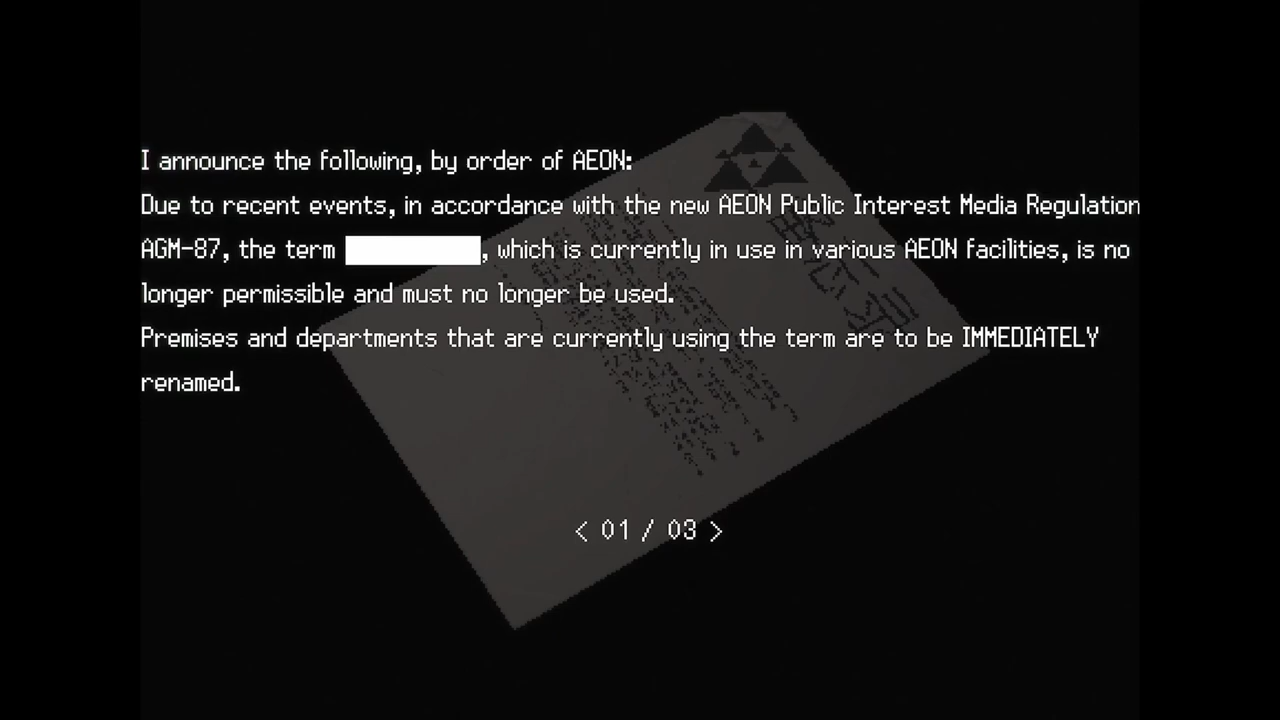 I announce the following, by order of AEON:
Due to recent events, in accordance with the new AEON Public Interest Media Regulation
AGM-87, the term , which is currently in use in various AEON facilities, is no
longer permissible and must no longer be used.
Premises and departments that are currently using the term are to be IMMEDIATELY
renamed.
< 01 / 03 >